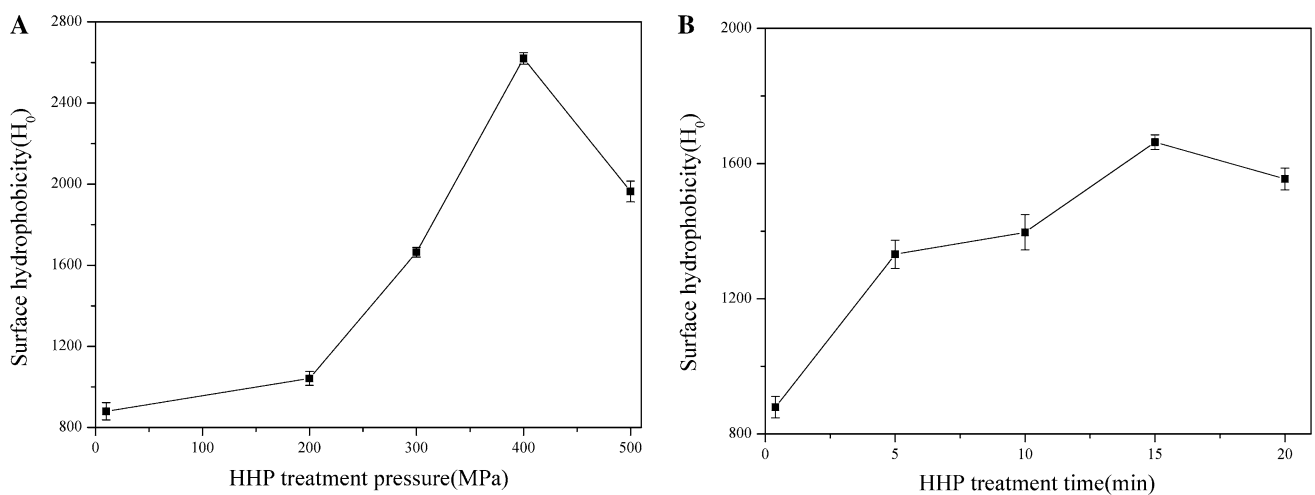 A
2800
2400
2000
1600
1200
800
Surface hydrophobicity(H0)
0 100 200 300 400 500
HHP treatment pressure(MPa)
B
2000
1600
1200
800
Surface hydrophobicity(H0)
0 5 10 15 20
HHP treatment time(min)